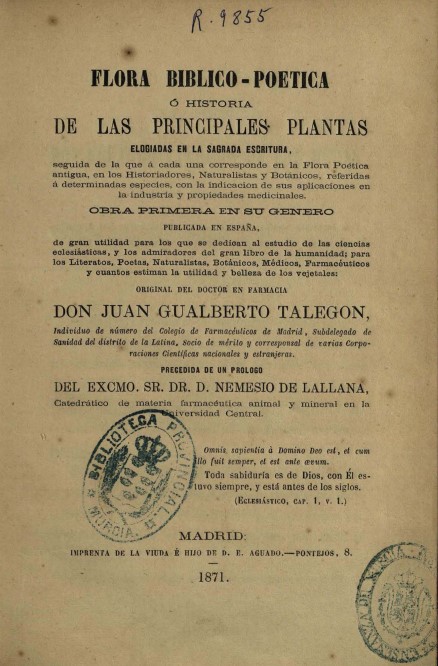 R. 9855
FLORA BIBLICO-POETICA
Ó HISTORIA
DE LAS PRINCIPALES PLANTAS
ELOGIADAS EN LA SAGRADA ESCRITURA,
seguida de la que á cada una corresponde en la Flora Poética
antigua, en los Historiadores, Naturalistas y Botánicos, referidas
á determinadas especies, con la indicacion de sus aplicaciones en
la industria y propiedades medicinales.
OBRA PRIMERA EN SU GENERO
PUBLICADA EN ESPAÑA,
de gran utilidad para los que se dedican al estudio de las ciencias
eclesiásticas, y los admiradores del gran libro de la humanidad; para
los Literatos, Poetas, Naturalistas, Botánicos, Médicos, Farmacéuticos
y cuantos estiman la utilidad y belleza de los vejetales:
ORIGINAL DEL DOCTOR EN FARMACIA
DON JUAN GUALBERTO TALEGON,
Individuo de número del Colegio de Farmacéuticos de Madrid, Subdelegado de
Sanidad del distrito de la Latina, Socio de mérito y corresponsal de varias Corpo-
raciones Científicas nacionales y estranjeras.
PRECEDIDA DE UN PROLOGO
DEL EXCMO. SR. DR. D. NEMESIO DE LALLANA,
Catedrático de materia farmacéutica animal y mineral en la
Universidad Central.
BIBLIOTECA PROVINCIAL
MURCIA
Omnis sapientia à Domino Deo est, et cum
illo fuit semper, et est ante ævum.
Toda sabiduría es de Dios, con Él es-
tuvo siempre, y está antes de los siglos.
(ECLESIÁSTICO, CAP. 1, V. 1.)
MADRID:
IMPRENTA DE LA VIUDA É HIJO DE D. E. AGUADO.—PONTEJOS, 8.
1871.